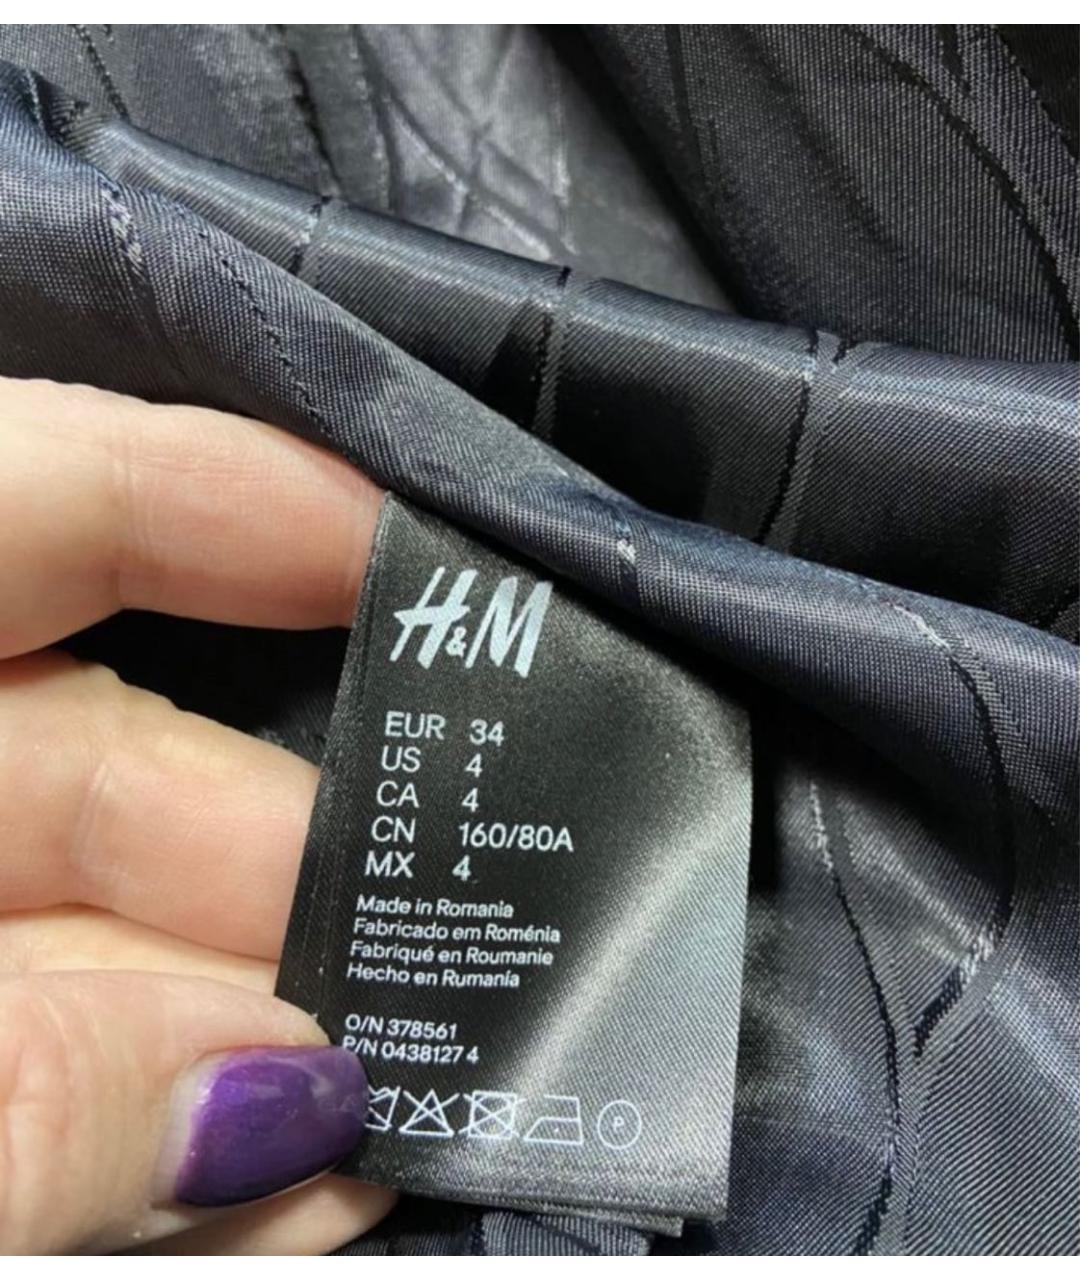 H&M
EUR 34
US 4
CA 4
CN 160/80A
MX 4
Made in Romania
Fabricado em Roménia
Fabriqué en Roumanie
Hecho en Rumanía
O/N 378561
P/N 0438127 4
P